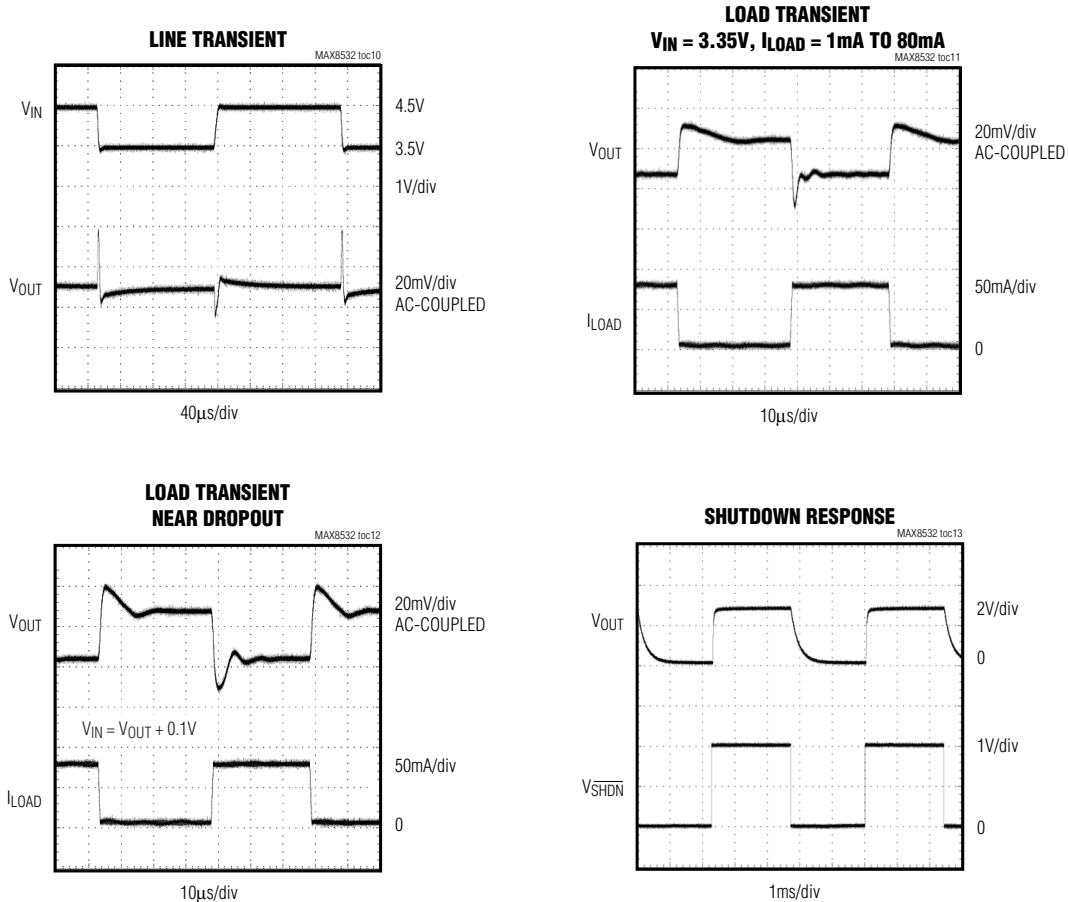 LINE TRANSIENT
MAX8532 toc10
VIN
4.5V
3.5V
1V/div
VOUT
20mV/div
AC-COUPLED
40µs/div
LOAD TRANSIENT
VIN = 3.35V, ILOAD = 1mA TO 80mA
MAX8532 toc11
VOUT
20mV/div
AC-COUPLED
ILOAD
50mA/div
0
10µs/div
LOAD TRANSIENT
NEAR DROPOUT
MAX8532 toc12
VOUT
20mV/div
AC-COUPLED
VIN = VOUT + 0.1V
ILOAD
50mA/div
0
10µs/div
SHUTDOWN RESPONSE
MAX8532 toc13
VOUT
2V/div
0
VSHDN
1V/div
0
1ms/div